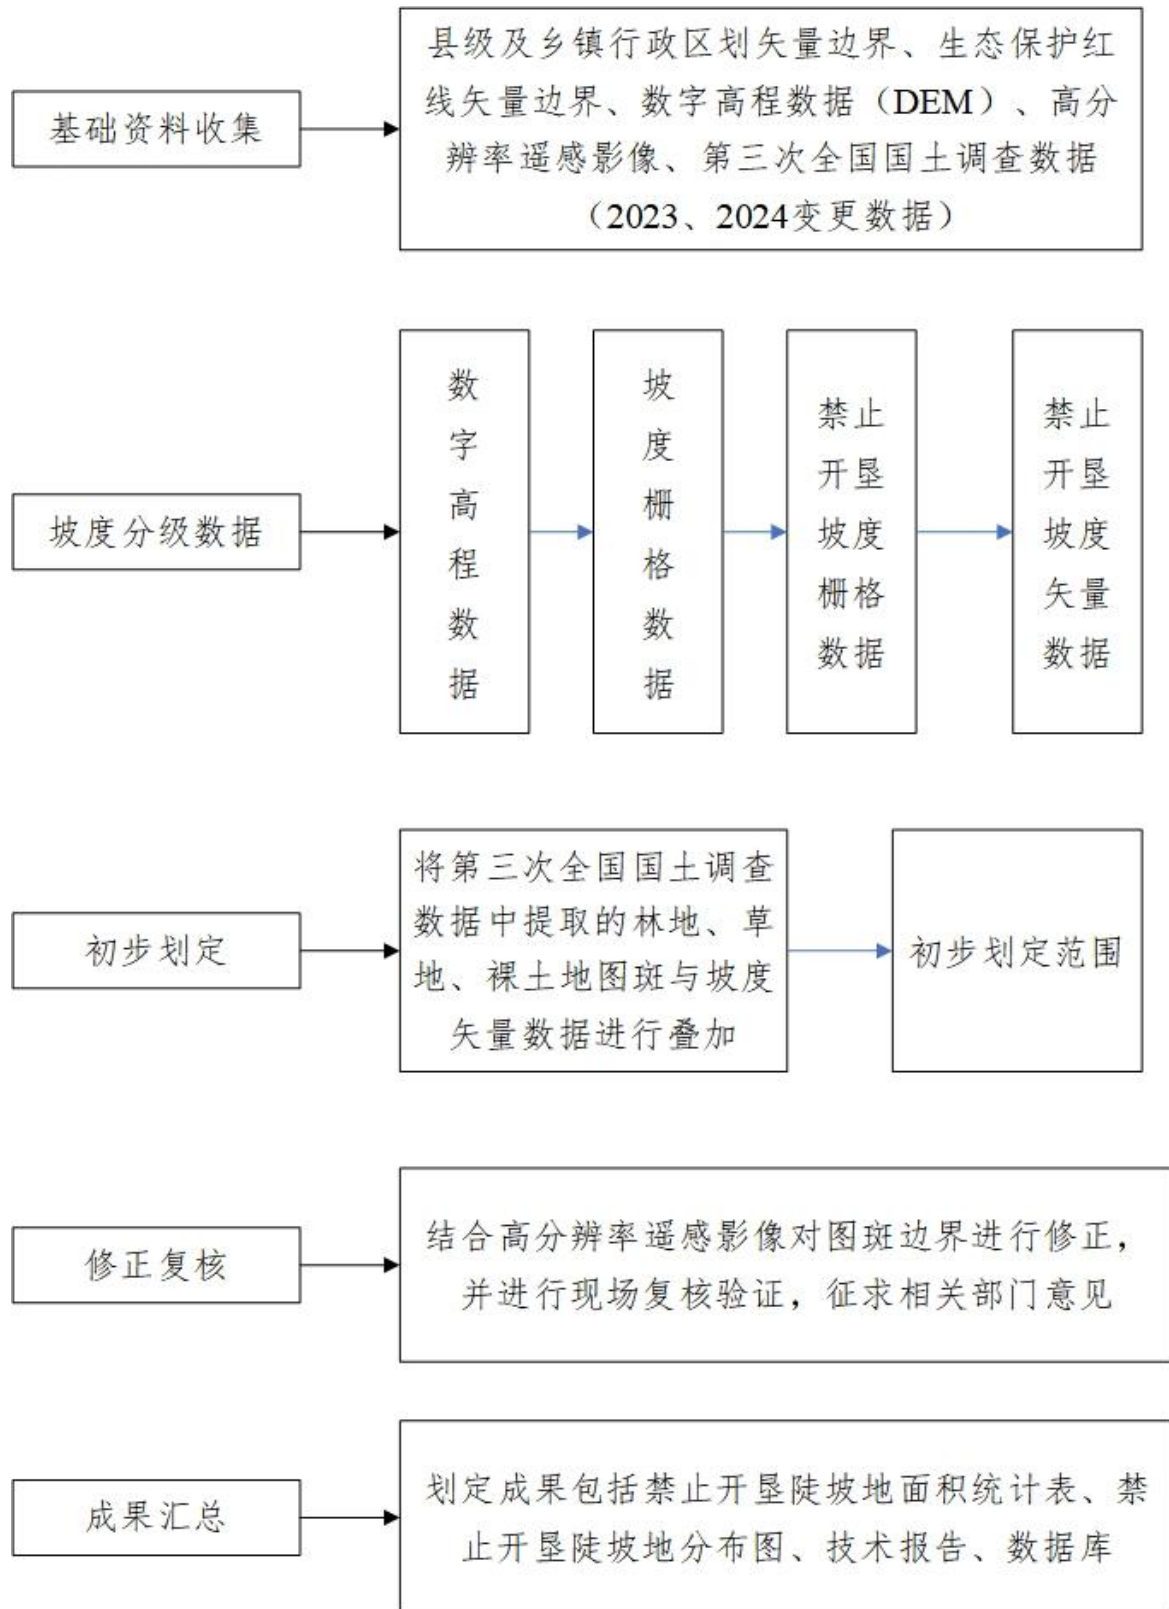 基础资料收集
县级及乡镇行政区划矢量边界、生态保护红
线矢量边界、数字高程数据（DEM）、高分
辨率遥感影像、第三次全国国土调查数据
（2023、2024变更数据）
坡度分级数据
数字高程数据
坡度栅格数据
禁止
开垦
坡度
栅格
数据
禁止
开垦
坡度
矢量
数据
初步划定
将第三次全国国土调查
数据中提取的林地、草
地、裸土地图斑与坡度
矢量数据进行叠加
初步划定范围
修正复核
结合高分辨率遥感影像对图斑边界进行修正，
并进行现场复核验证，征求相关部门意见
成果汇总
划定成果包括禁止开垦陡坡地面积统计表、禁
止开垦陡坡地分布图、技术报告、数据库